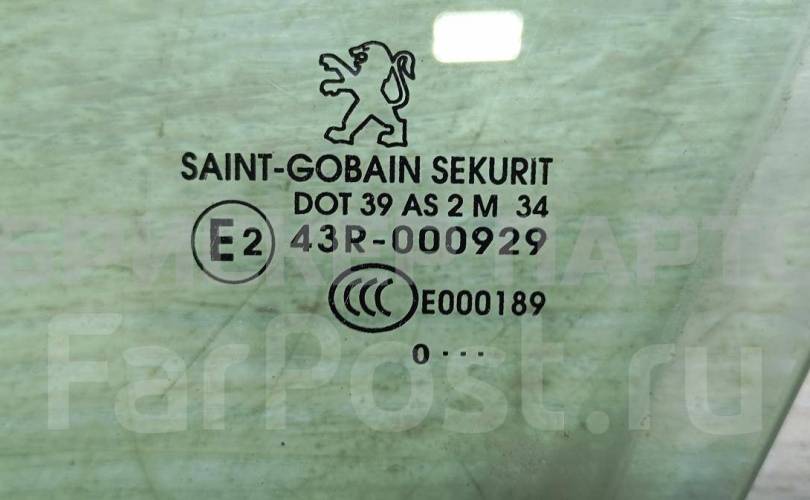 SAINT-GOBAIN SEKURIT
DOT 39 AS 2 M 34
E2 43R-000929
CCC E000189
0 ···
FarPost.ru